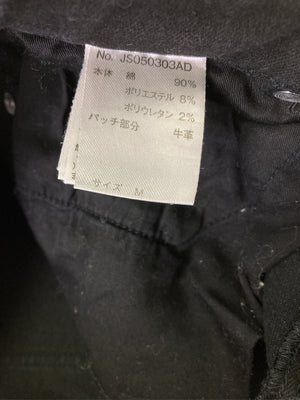 No. JS050303AD
本体 綿 90%
ポリエステル 8%
ポリウレタン 2%
パッチ部分 牛革
サイズ M